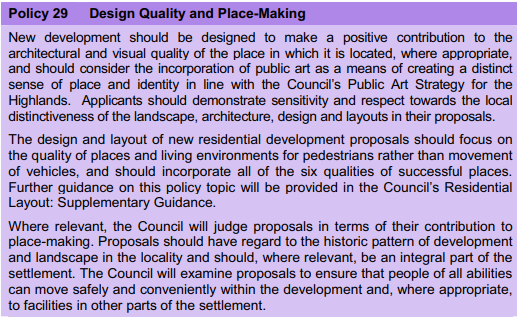 Policy 29 Design Quality and Place-Making
New development should be designed to make a positive contribution to the
architectural and visual quality of the place in which it is located, where appropriate,
and should consider the incorporation of public art as a means of creating a distinct
sense of place and identity in line with the Council's Public Art Strategy for the
Highlands. Applicants should demonstrate sensitivity and respect towards the local
distinctiveness of the landscape, architecture, design and layouts in their proposals.
The design and layout of new residential development proposals should focus on
the quality of places and living environments for pedestrians rather than movement
of vehicles, and should incorporate all of the six qualities of successful places.
Further guidance on this policy topic will be provided in the Council's Residential
Layout: Supplementary Guidance.
Where relevant, the Council will judge proposals in terms of their contribution to
place-making. Proposals should have regard to the historic pattern of development
and landscape in the locality and should, where relevant, be an integral part of the
settlement. The Council will examine proposals to ensure that people of all abilities
can move safely and conveniently within the development and, where appropriate,
to facilities in other parts of the settlement.